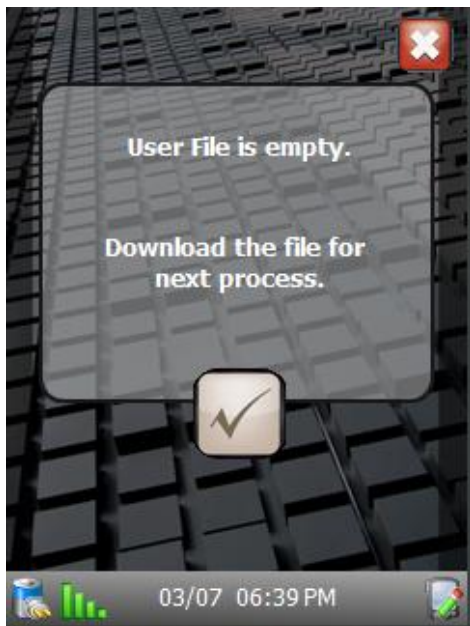 User File is empty.
Download the file for
next process.
03/07 06:39 PM